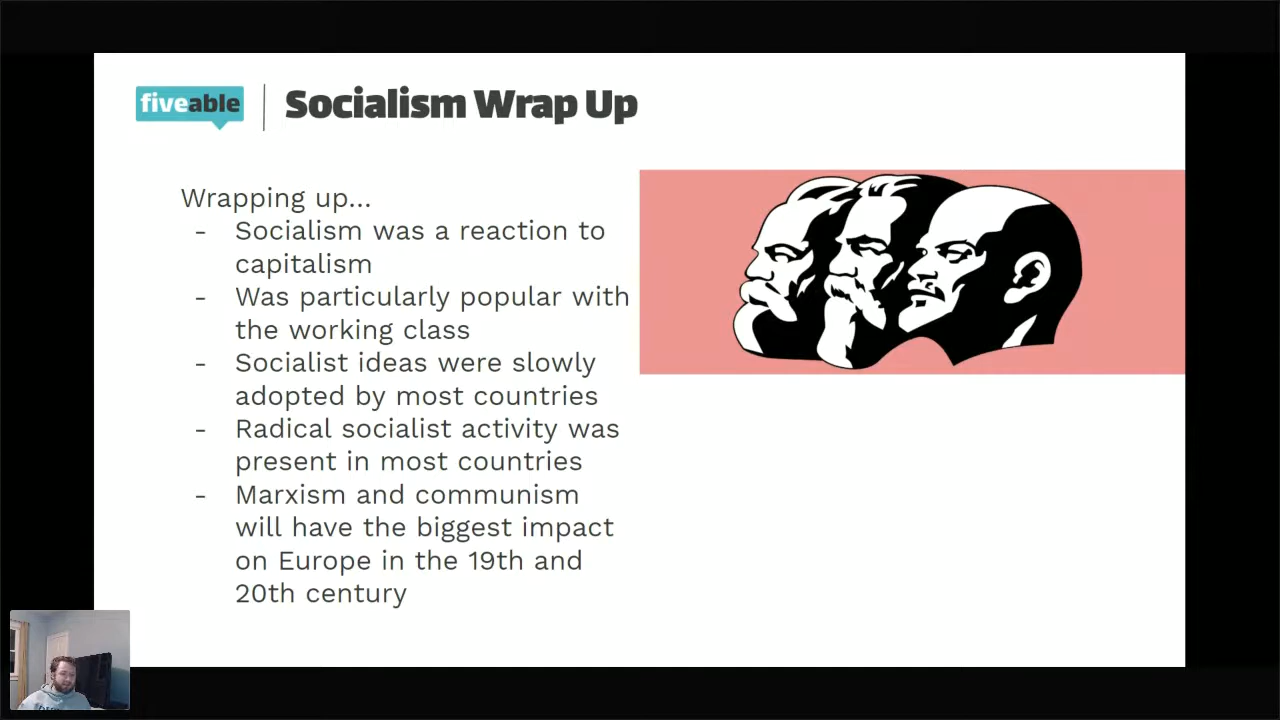 fiveable
Socialism Wrap Up
Wrapping up...
- Socialism was a reaction to
capitalism
- Was particularly popular with
the working class
- Socialist ideas were slowly
adopted by most countries
- Radical socialist activity was
present in most countries
- Marxism and communism
will have the biggest impact
on Europe in the 19th and
20th century